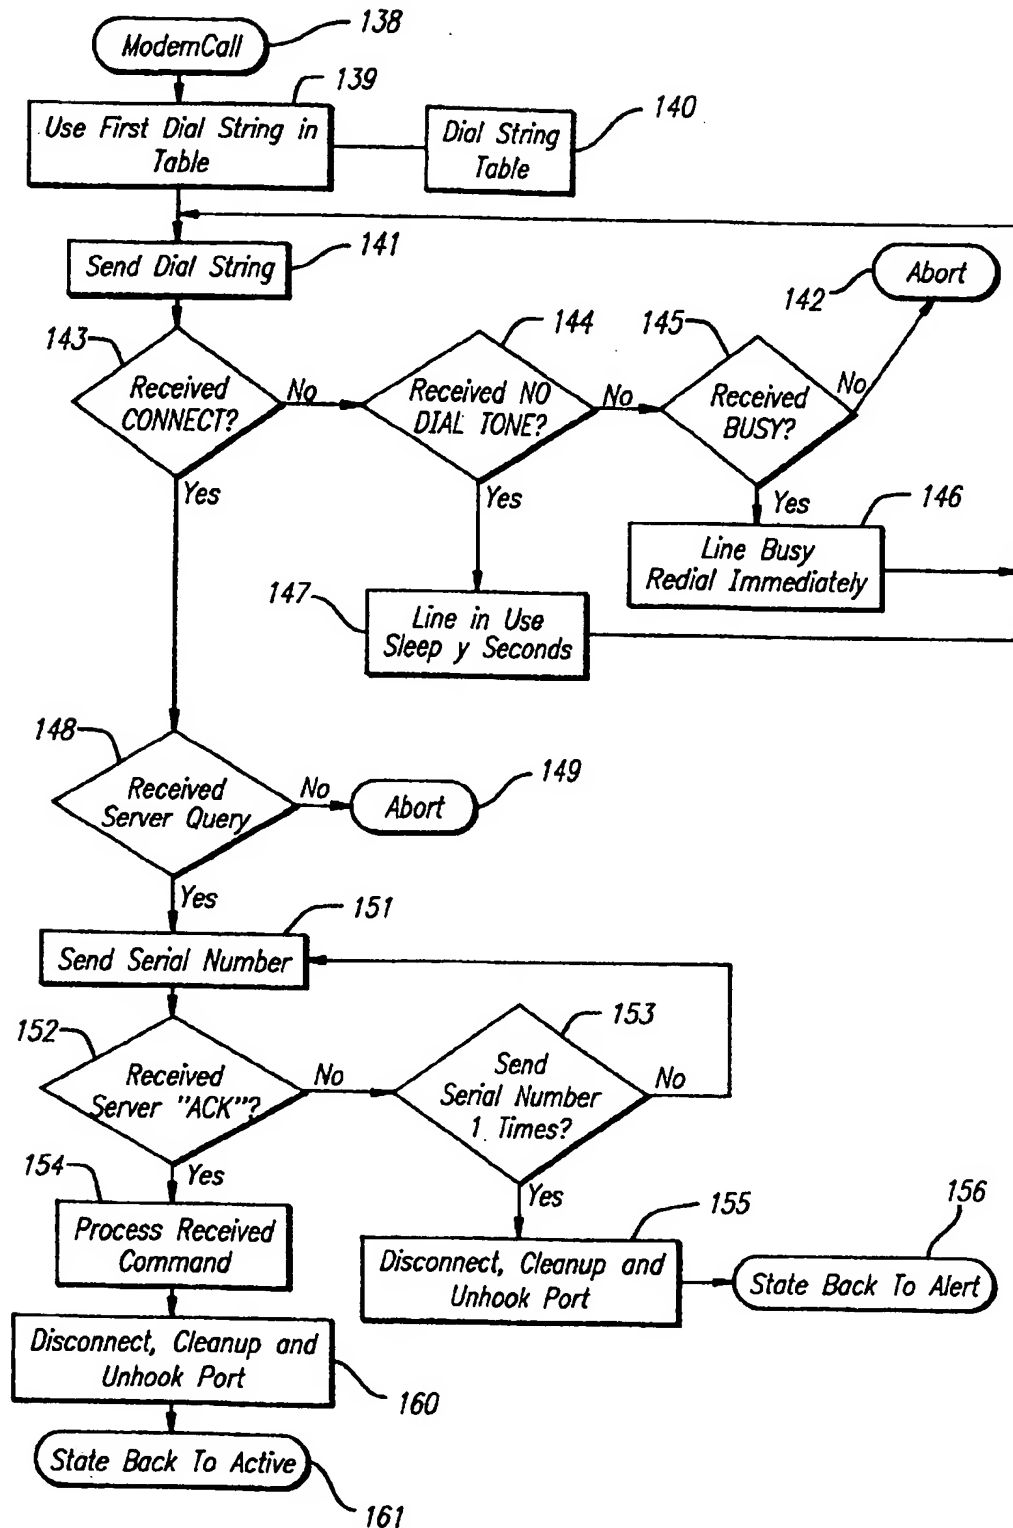 ModemCall
138
139
Use First Dial String in
Table
Dial String
Table
140
141
Send Dial String
142
Abort
143
Received
CONNECT?
No
144
Received NO
DIAL TONE?
No
145
Received
BUSY?
No
Yes
Yes
Yes
146
Line Busy
Redial Immediately
147
Line in Use
Sleep y Seconds
148
Received
Server Query
No
Abort
149
Yes
151
Send Serial Number
152
Received
Server "ACK"?
No
153
Send
Serial Number
1 Times?
No
Yes
Yes
154
Process Received
Command
155
Disconnect, Cleanup and
Unhook Port
156
State Back To Alert
Disconnect, Cleanup and
Unhook Port
160
State Back To Active
161